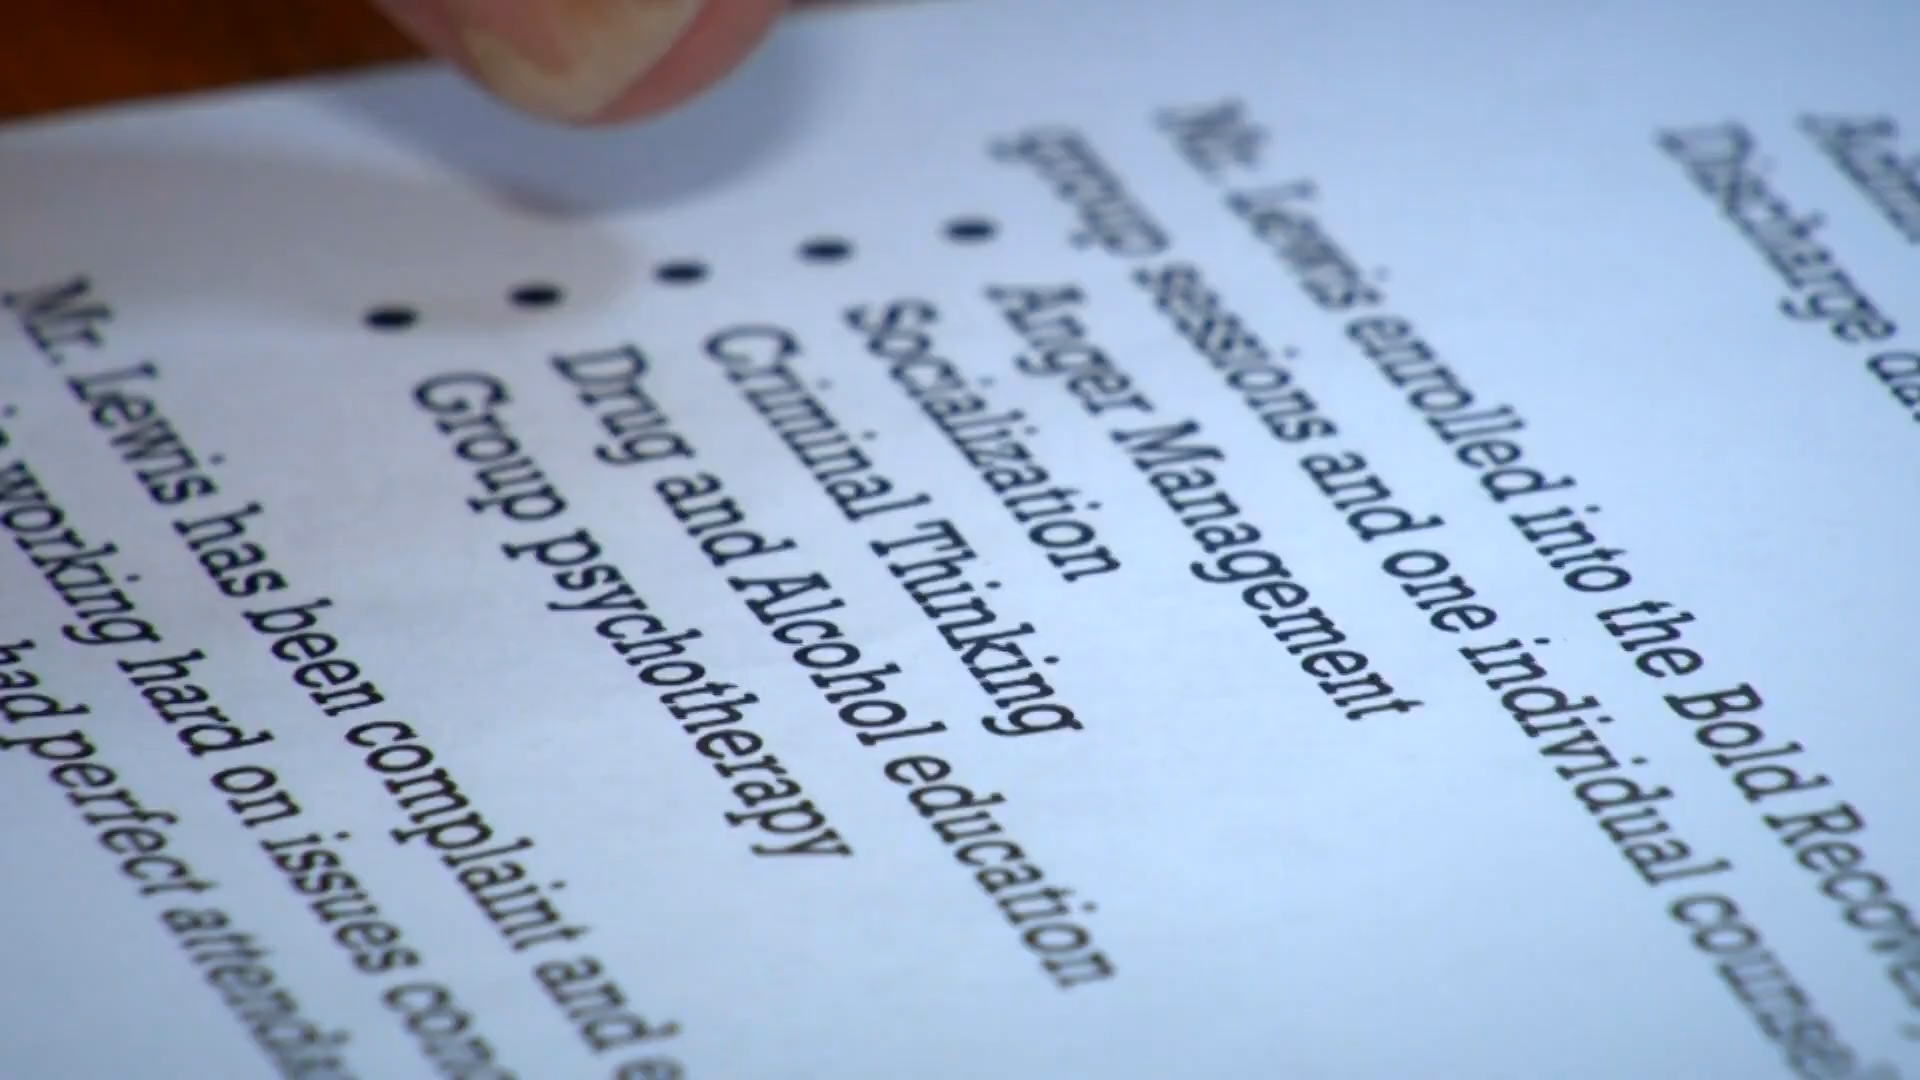 Discharge
Mr. Lewis enrolled into the Bold
group sessions and one individual
Anger Management
Socialization
Criminal Thinking
Drug and Alcohol education
Group psychotherapy
Mr. Lewis has been complaint and
working hard on issues
had perfect